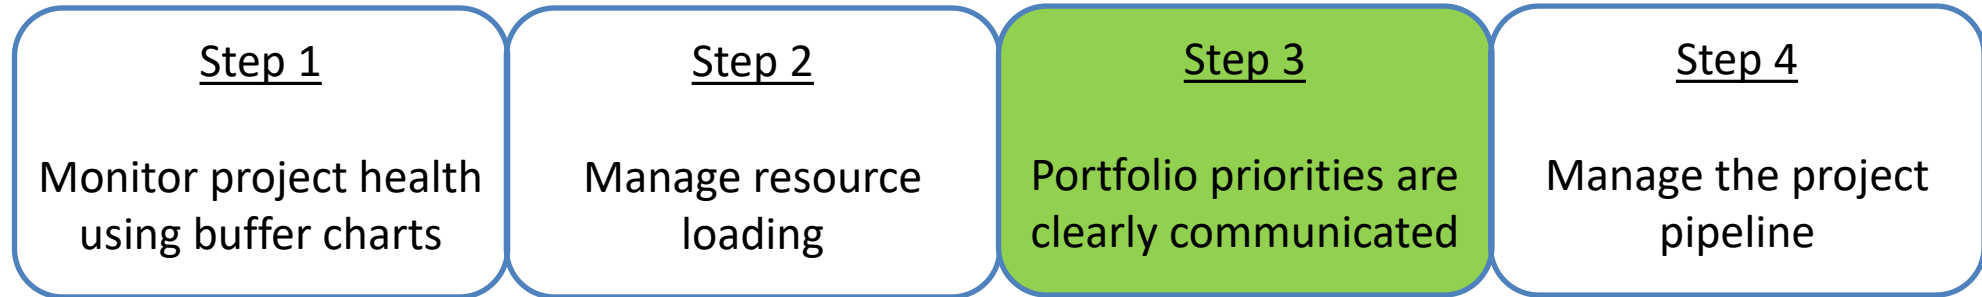 Step 1
Monitor project health
using buffer charts
Step 2
Manage resource
loading
Step 3
Portfolio priorities are
clearly communicated
Step 4
Manage the project
pipeline